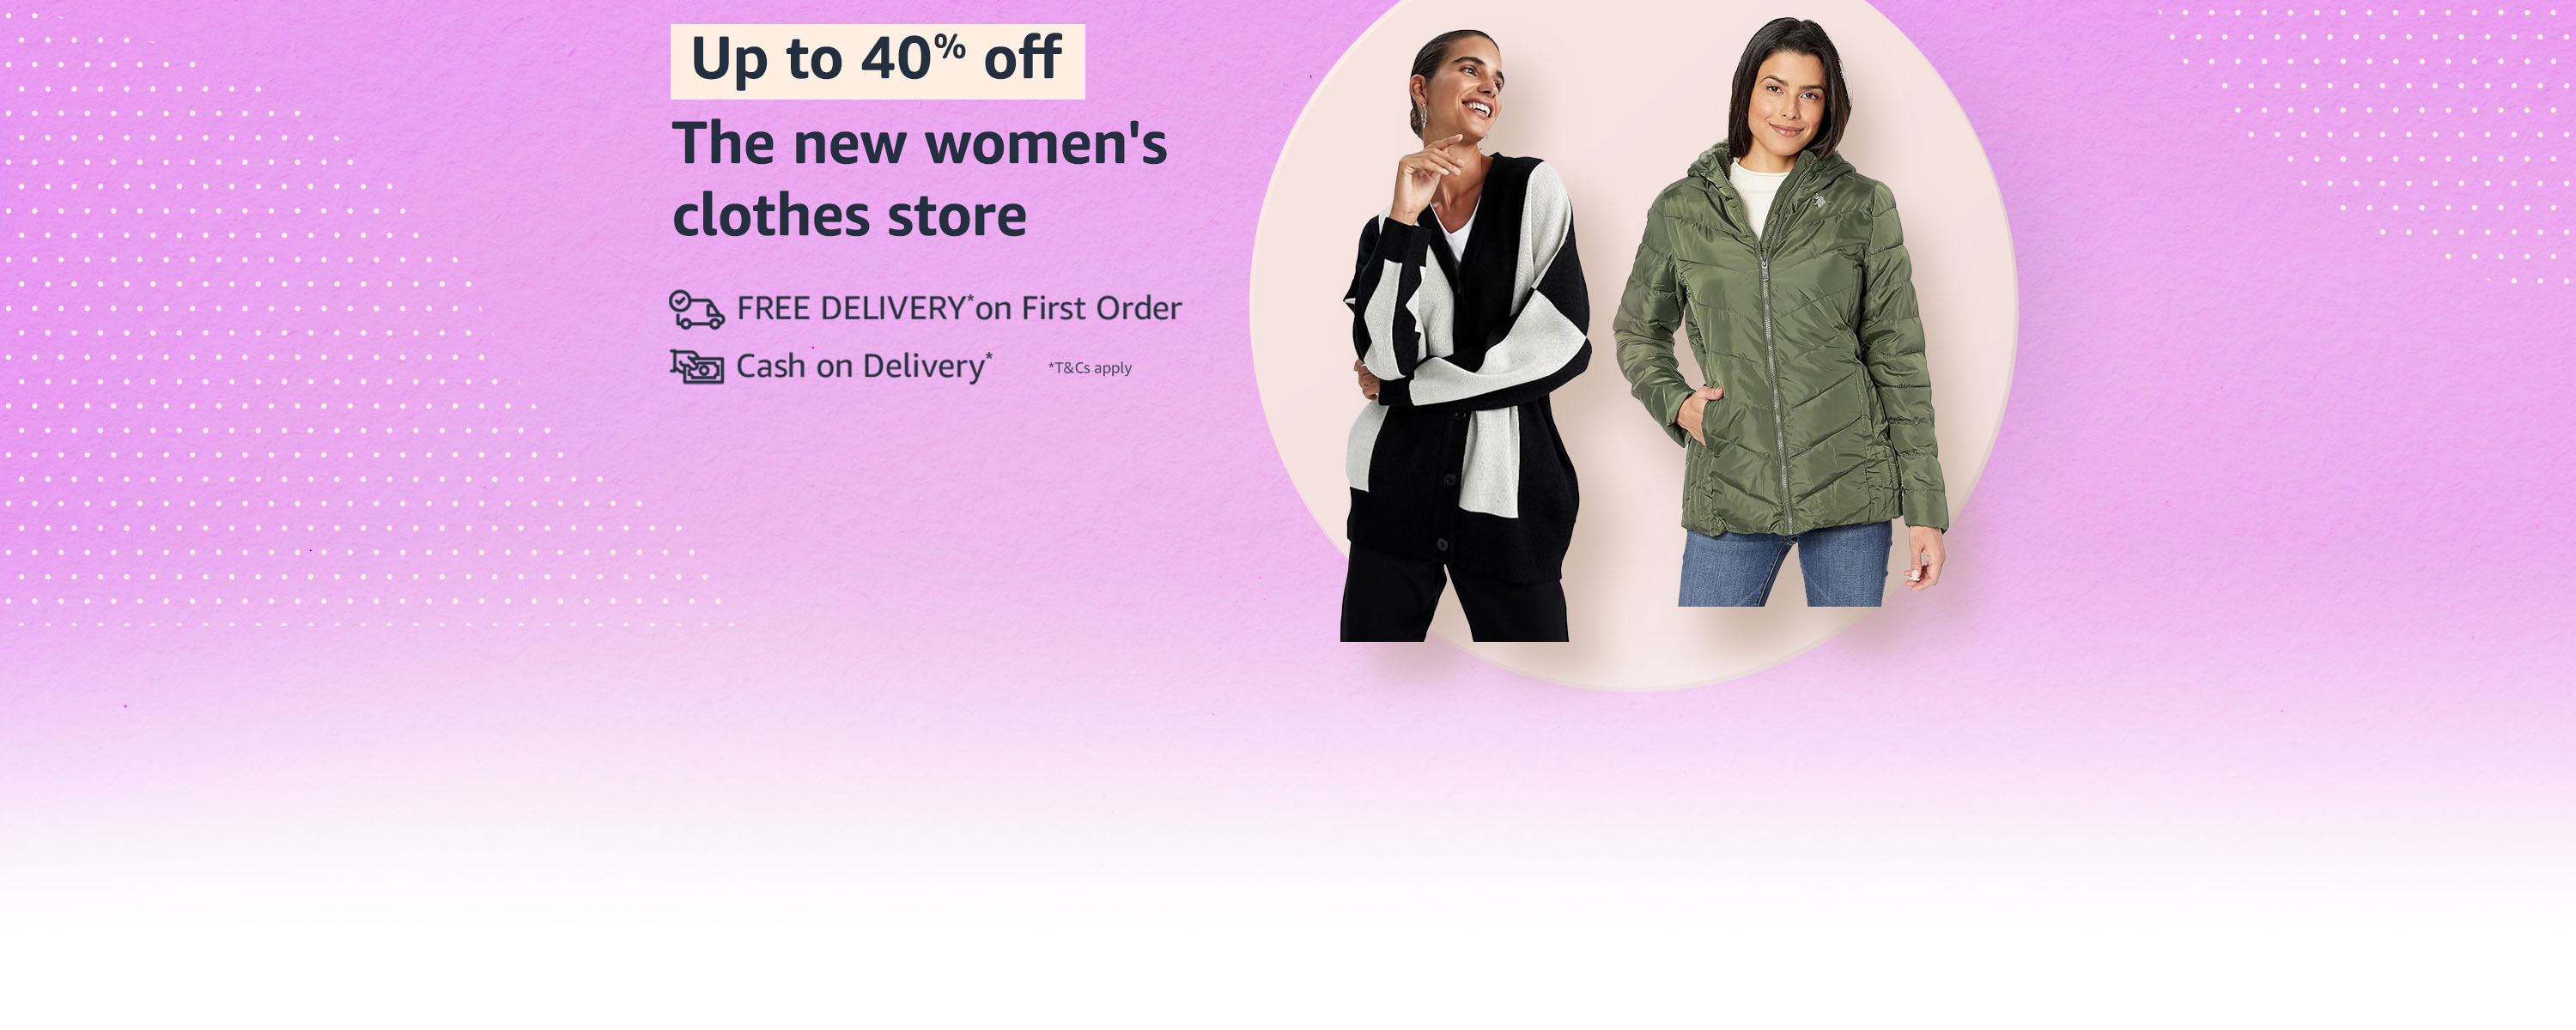 Up to 40% off
The new women's
clothes store
FREE DELIVERY*on First Order
Cash on Delivery*
*T&Cs apply